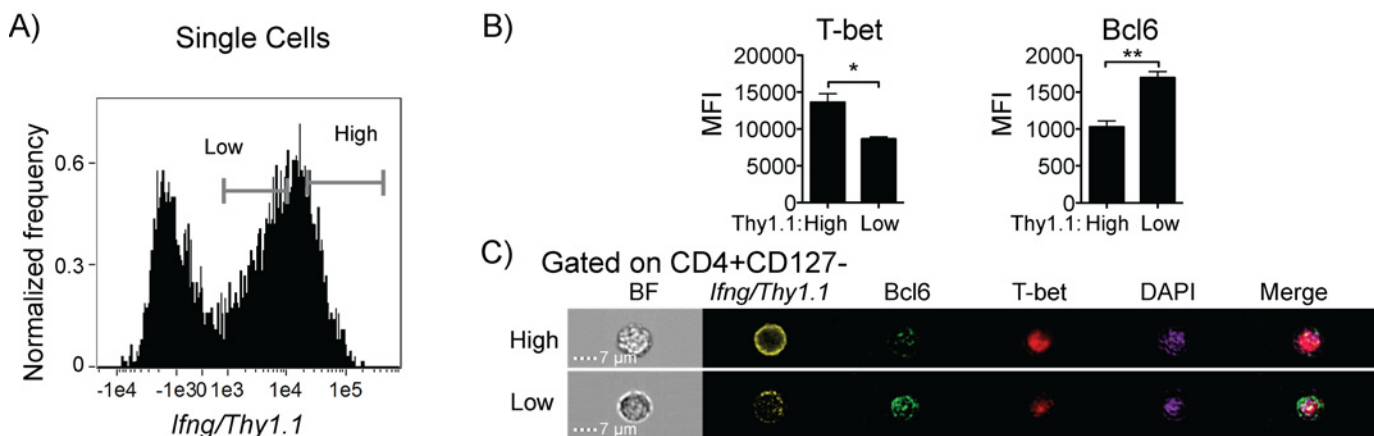 A)
Single Cells
Low
High
Normalized frequency
0.6
0.3
0
-1e4
-1e30
1e3
1e4
1e5
Ifng/Thy1.1
B)
T-bet
MFI
20000
15000
10000
5000
0
*
Thy1.1: High Low
Bcl6
MFI
2000
1500
1000
500
0
**
Thy1.1: High Low
C)
Gated on CD4+CD127-
BF Ifng/Thy1.1 Bcl6 T-bet DAPI Merge
High
7 µm
Low
7 µm